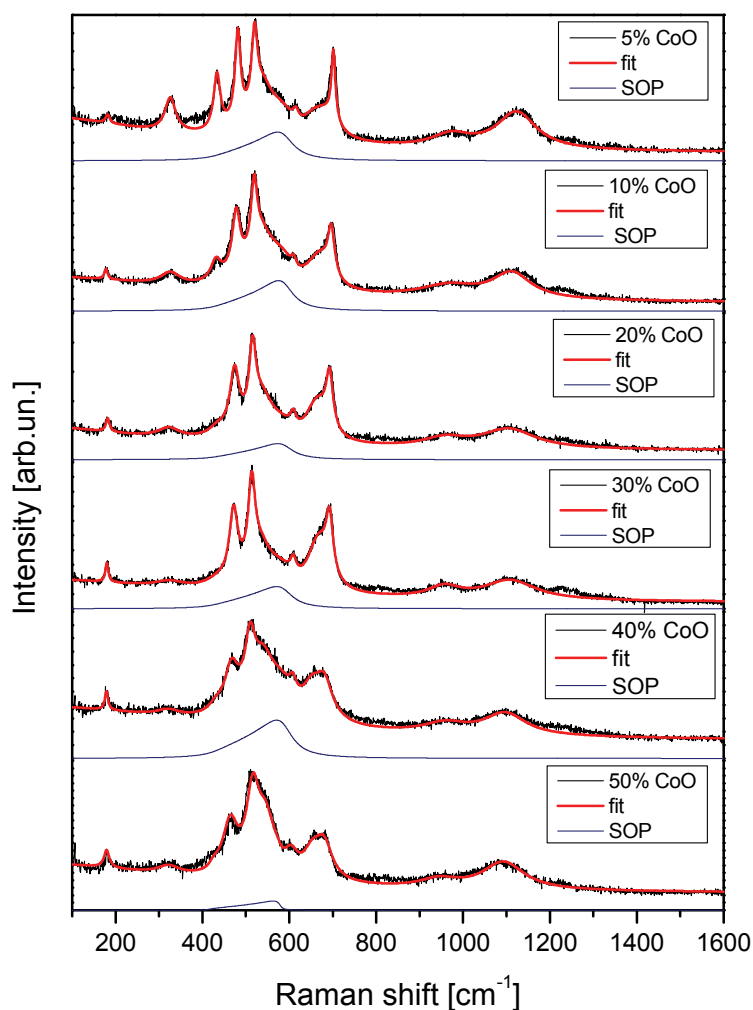 5% CoO
fit
SOP
10% CoO
fit
SOP
20% CoO
fit
SOP
30% CoO
fit
SOP
40% CoO
fit
SOP
50% CoO
fit
SOP
Intensity [arb.un.]
200 400 600 800 1000 1200 1400 1600
Raman shift [cm⁻¹]